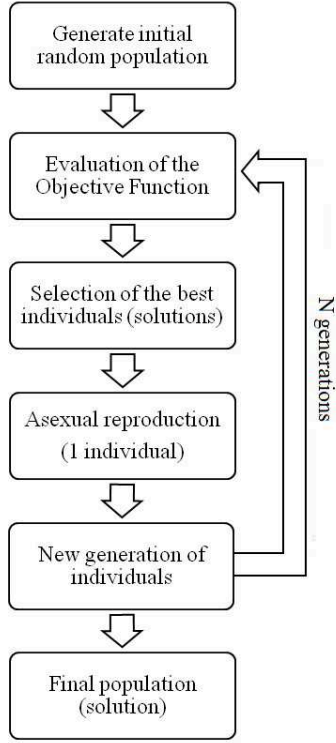 Generate initial
random population
Evaluation of the
Objective Function
Selection of the best
individuals (solutions)
Asexual reproduction
(1 individual)
New generation of
individuals
Final population
(solution)
N generations